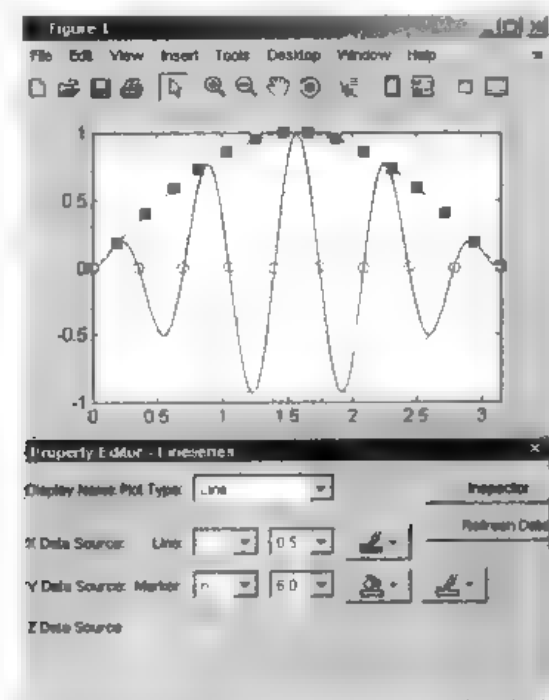 Figure 1
File Edit View Insert Tools Desktop Window Help
1
0.5
0
-0.5
-1
0 0.5 1 1.5 2 2.5 3
Property Editor - Lineseries
Display Name: Plot Type: Line Inspector
Refresh Data
X Data Source: Line: 0.5
Y Data Source: Marker: 6.0
Z Data Source